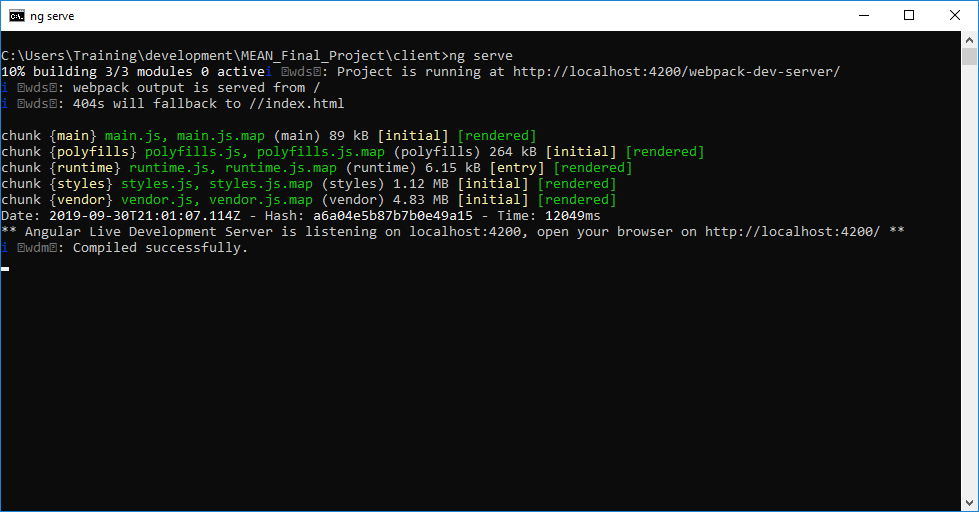 ng serve
C:\Users\Training\development\MEAN_Final_Project\client>ng serve
10% building 3/3 modules 0 activei ｢wds｣: Project is running at http://localhost:4200/webpack-dev-server/
i ｢wds｣: webpack output is served from /
i ｢wds｣: 404s will fallback to //index.html
chunk {main} main.js, main.js.map (main) 89 kB [initial] [rendered]
chunk {polyfills} polyfills.js, polyfills.js.map (polyfills) 264 kB [initial] [rendered]
chunk {runtime} runtime.js, runtime.js.map (runtime) 6.15 kB [entry] [rendered]
chunk {styles} styles.js, styles.js.map (styles) 1.12 MB [initial] [rendered]
chunk {vendor} vendor.js, vendor.js.map (vendor) 4.83 MB [initial] [rendered]
Date: 2019-09-30T21:01:07.114Z - Hash: a6a04e5b87b7b0e49a15 - Time: 12049ms
** Angular Live Development Server is listening on localhost:4200, open your browser on http://localhost:4200/ **
i ｢wdm｣: Compiled successfully.